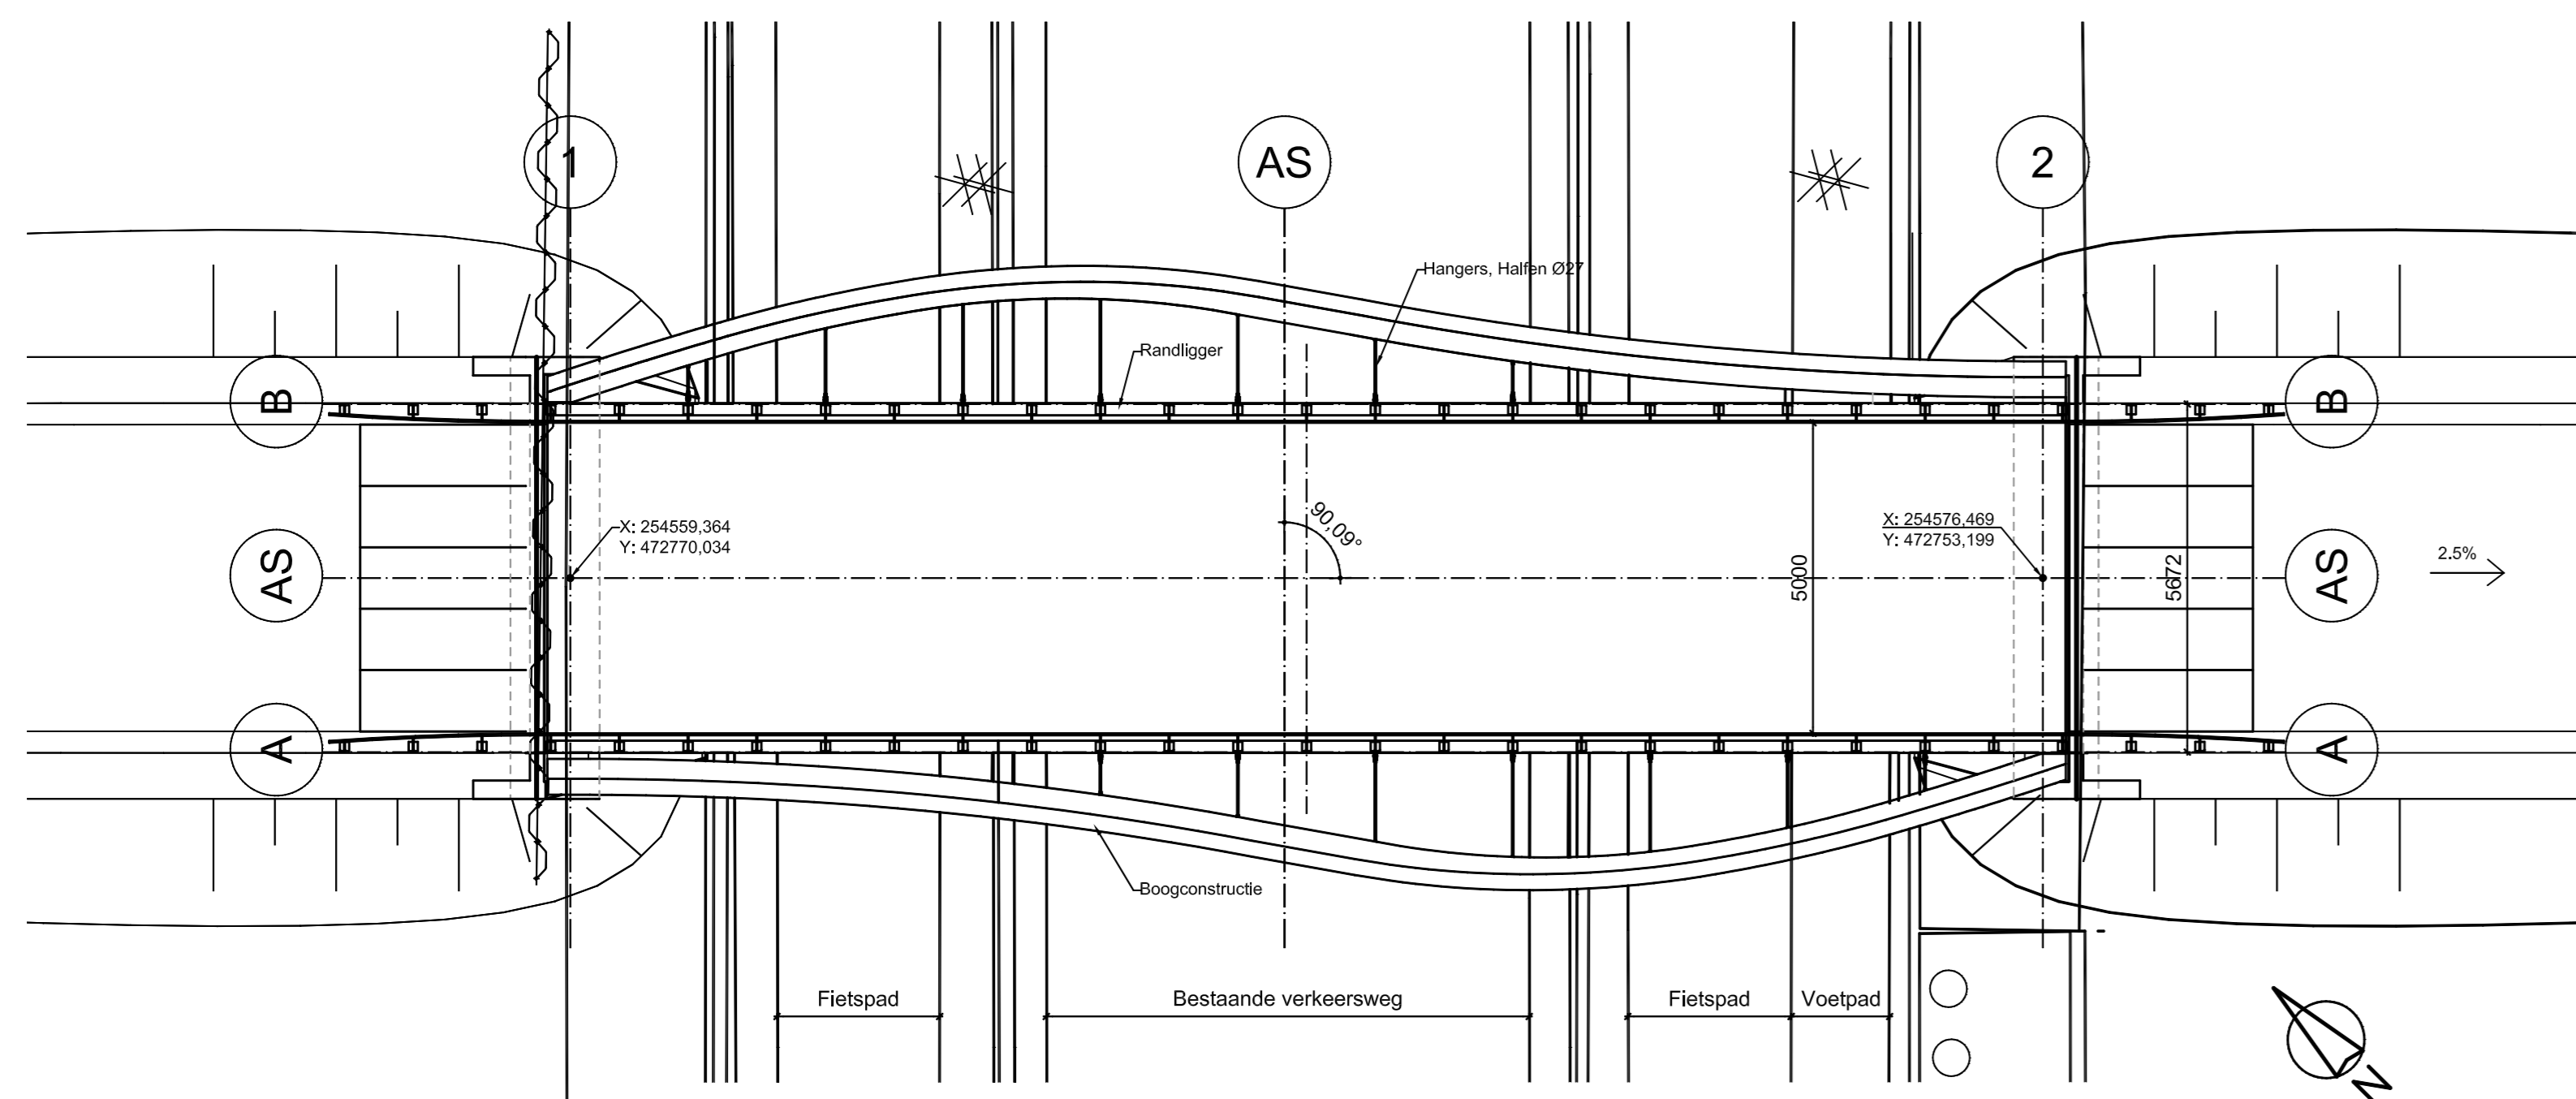 1
AS
2
Hangers, Halfen Ø27
Randligger
B
B
X: 254559,364
Y: 472770,034
90,09°
X: 254576,469
Y: 472753,199
AS
5000
5672
AS
2.5%
A
A
Boogconstructie
Fietspad
Bestaande verkeersweg
Fietspad
Voetpad
N